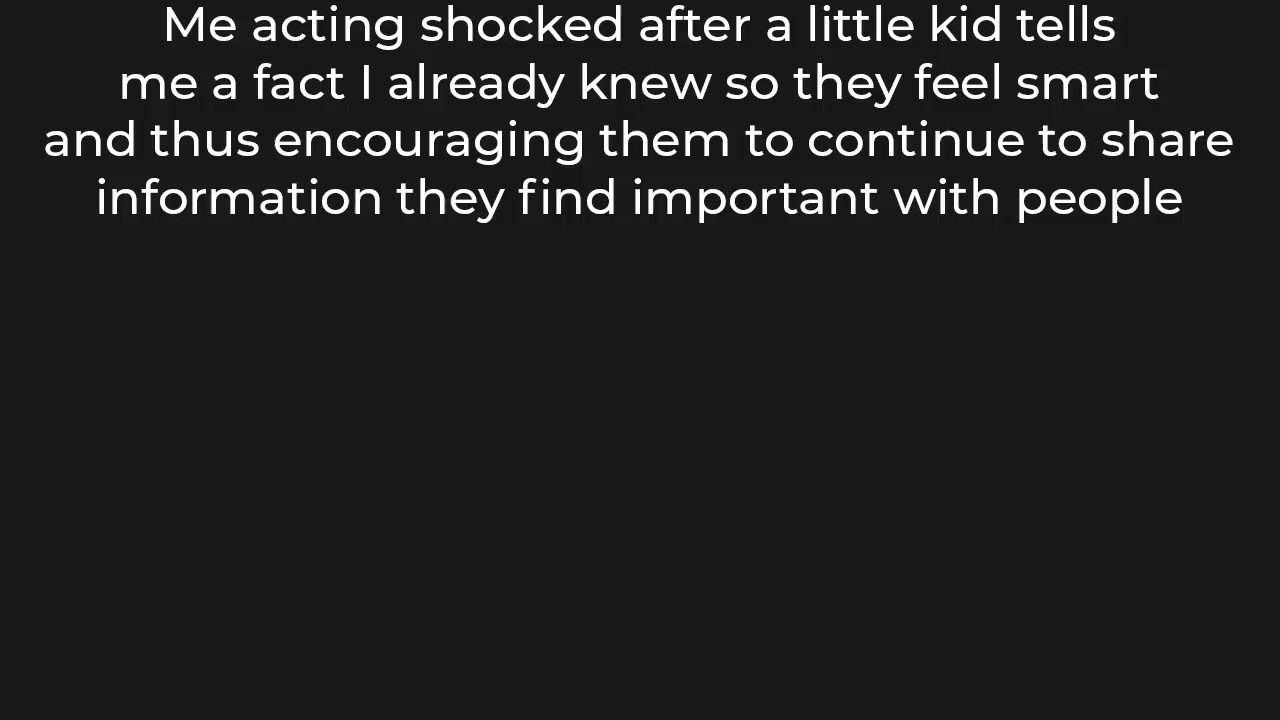 Me acting shocked after a little kid tells
me a fact I already knew so they feel smart
and thus encouraging them to continue to share
information they find important with people